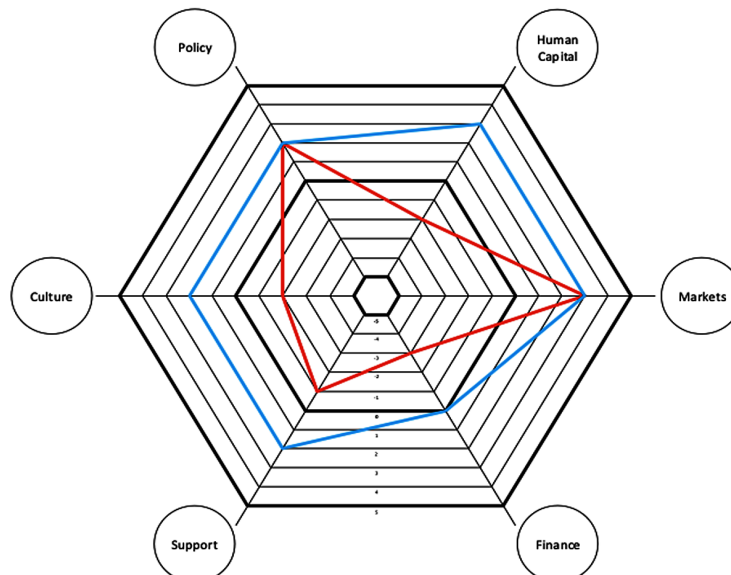 Policy
Human
Capital
Culture
Markets
-5
-4
-3
-2
-1
0
1
2
3
4
5
Support
Finance